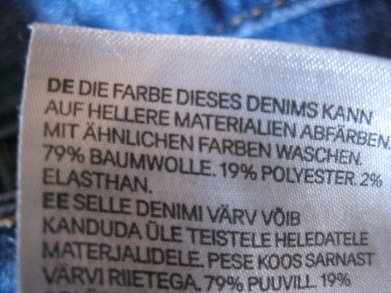 DE DIE FARBE DIESES DENIMS KANN
AUF HELLERE MATERIALIEN ABFÄRBEN.
MIT ÄHNLICHEN FARBEN WASCHEN.
79% BAUMWOLLE. 19% POLYESTER. 2%
ELASTHAN.
EE SELLE DENIMI VÄRV VÕIB
KANDUDA ÜLE TEISTELE HELEDATELE
MATERJALIDELE. PESE KOOS SARNAST
VÄRVI RIIETEGA. 79% PUUVILL. 19%